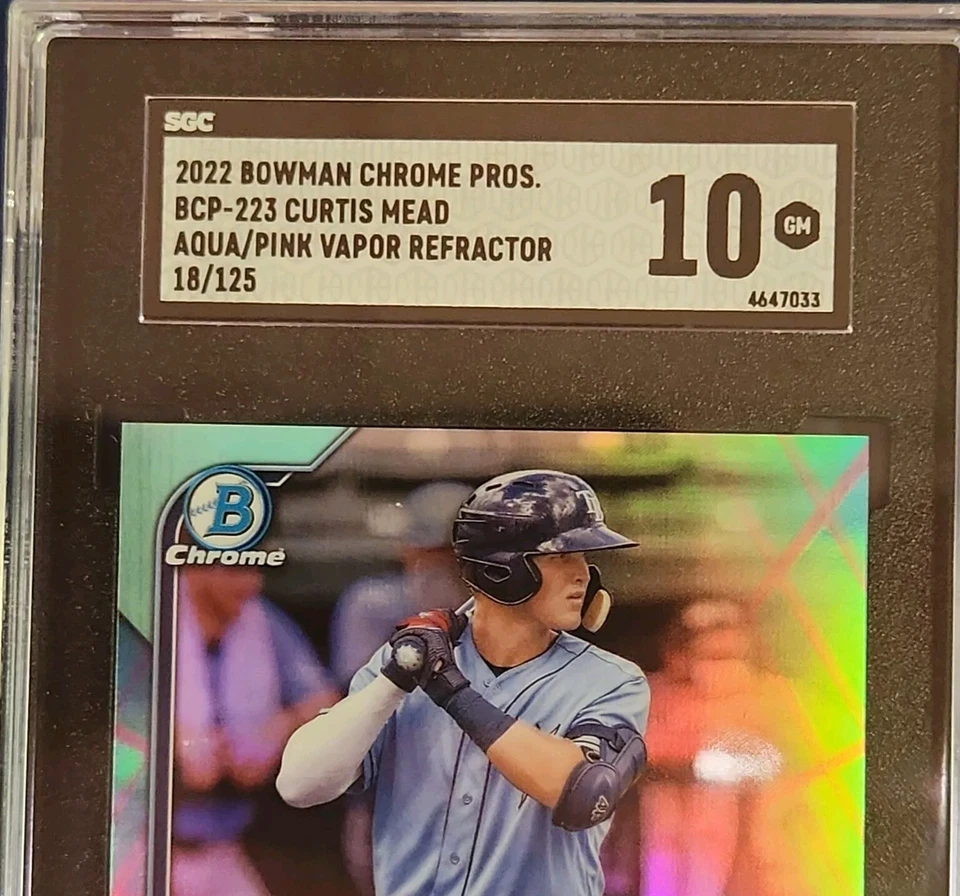 SGC
2022 BOWMAN CHROME PROS.
BCP-223 CURTIS MEAD
AQUA/PINK VAPOR REFRACTOR
18/125
10
GM
4647033
B
Chrome